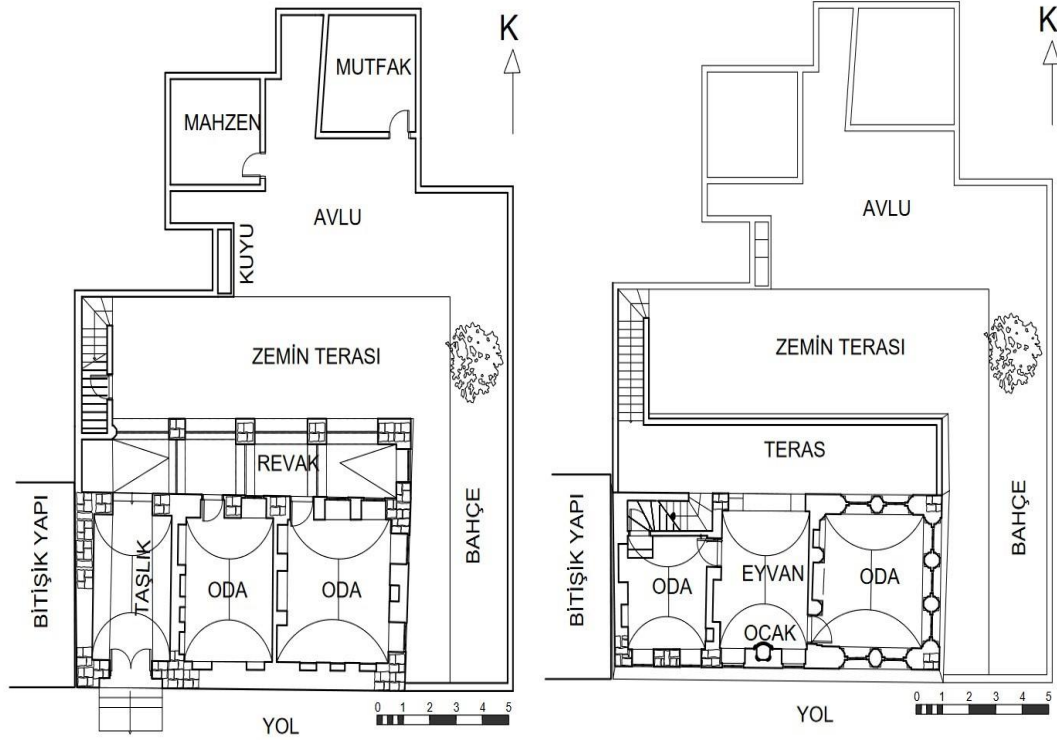 K
MUTFAK
MAHZEN
AVLU
KUYU
ZEMİN TERASI
REVAK
BİTİŞİK YAPI
TAŞLIK
ODA
ODA
BAHÇE
0 1 2 3 4 5
YOL
K
AVLU
ZEMİN TERASI
TERAS
BİTİŞİK YAPI
ODA
EYVAN
ODA
OCAK
BAHÇE
0 1 2 3 4 5
YOL